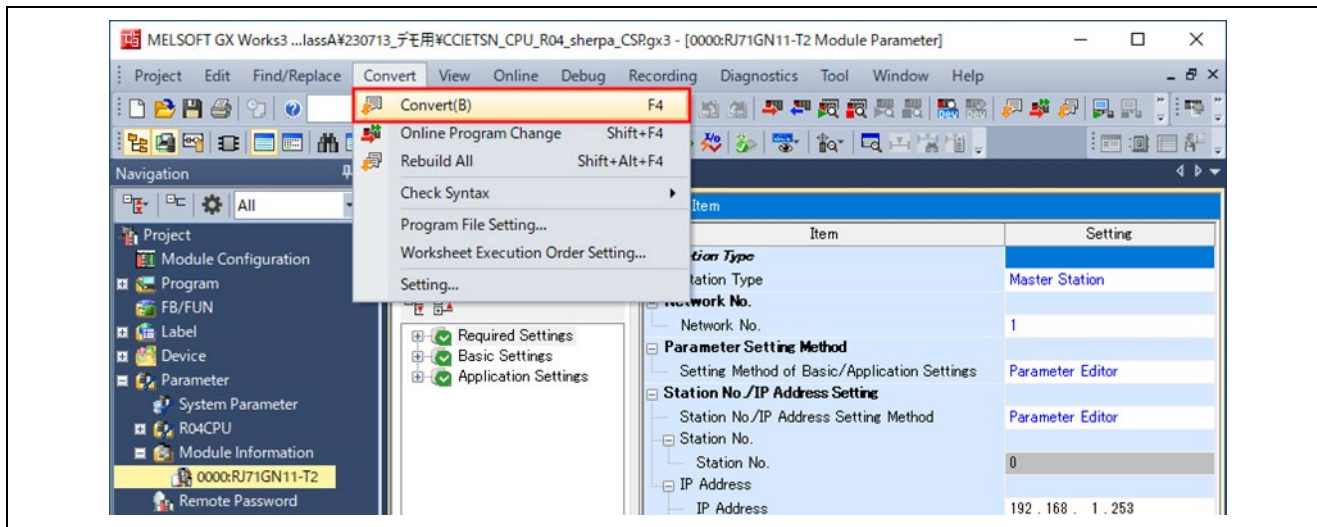 MELSOFT GX Works3 ...lassA¥230713_デモ用¥CCIETSN_CPU_R04_sherpa_CSP.gx3 - [0000:RJ71GN11-T2 Module Parameter]
Project Edit Find/Replace Convert View Online Debug Recording Diagnostics Tool Window Help
Convert(B) F4
Online Program Change Shift+F4
Rebuild All Shift+Alt+F4
Check Syntax
Program File Setting...
Worksheet Execution Order Setting...
Setting...
Navigation
All
Project
Module Configuration
Program
FB/FUN
Label
Device
Parameter
System Parameter
R04CPU
Module Information
0000:RJ71GN11-T2
Remote Password
Required Settings
Basic Settings
Application Settings
Item
Item Setting
tion Type
tation Type Master Station
Network No.
Network No. 1
Parameter Setting Method
Setting Method of Basic/Application Settings Parameter Editor
Station No./IP Address Setting
Station No./IP Address Setting Method Parameter Editor
Station No.
Station No. 0
IP Address
IP Address 192 . 168 . 1 . 253